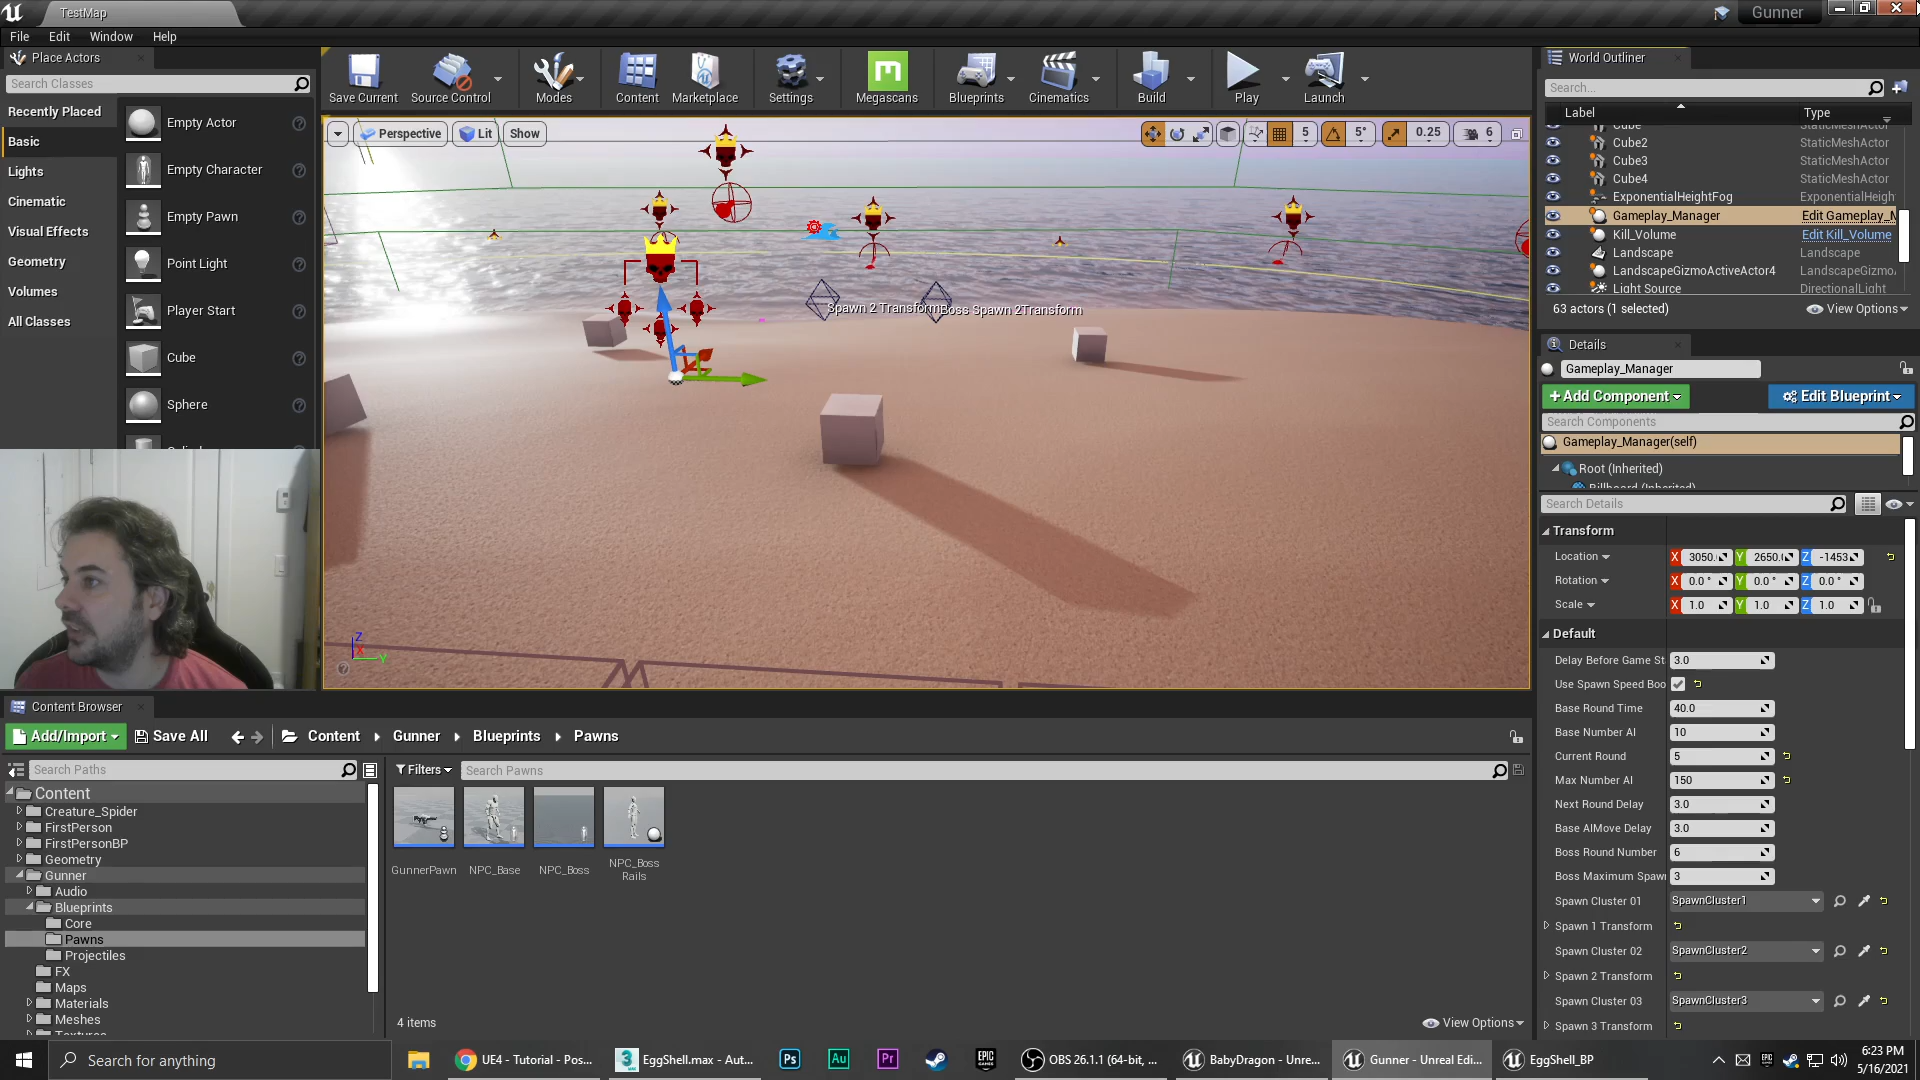 TestMap
Gunner
File Edit Window Help
Place Actors
Search Classes
Recently Placed
Basic
Lights
Cinematic
Visual Effects
Geometry
Volumes
All Classes
Empty Actor
Empty Character
Empty Pawn
Point Light
Player Start
Cube
Sphere
Save Current
Source Control
Modes
Content
Marketplace
Settings
Megascans
Blueprints
Cinematics
Build
Play
Launch
Perspective Lit Show
5 5° 0.25 6
Spawn 2 Transform
Boss Spawn 2Transform
Z
X
Y
World Outliner
Search...
Label Type
Cube StaticMeshActor
Cube2 StaticMeshActor
Cube3 StaticMeshActor
Cube4 StaticMeshActor
ExponentialHeightFog ExponentialHeight
Gameplay_Manager Edit Gameplay_M
Kill_Volume Edit Kill_Volume
Landscape Landscape
LandscapeGizmoActiveActor4 LandscapeGizmo
Light Source DirectionalLight
63 actors (1 selected) View Options
Details
Gameplay_Manager
Add Component Edit Blueprint
Search Components
Gameplay_Manager(self)
Root (Inherited)
Billboard (Inherited)
Search Details
Transform
Location X 3050. Y 2650. Z -1453
Rotation X 0.0 ° Y 0.0 ° Z 0.0 °
Scale X 1.0 Y 1.0 Z 1.0
Default
Delay Before Game St 3.0
Use Spawn Speed Boo
Base Round Time 40.0
Base Number AI 10
Current Round 5
Max Number AI 150
Next Round Delay 3.0
Base AIMove Delay 3.0
Boss Round Number 6
Boss Maximum Spawn 3
Spawn Cluster 01 SpawnCluster1
Spawn 1 Transform
Spawn Cluster 02 SpawnCluster2
Spawn 2 Transform
Spawn Cluster 03 SpawnCluster3
Spawn 3 Transform
Content Browser
Add/Import Save All Content Gunner Blueprints Pawns
Search Paths
Filters Search Pawns
Content
Creature_Spider
FirstPerson
FirstPersonBP
Geometry
Gunner
Audio
Blueprints
Core
Pawns
Projectiles
FX
Maps
Materials
Meshes
Textures
GunnerPawn
NPC_Base
NPC_Boss
NPC_Boss
Rails
4 items View Options
Search for anything
UE4 - Tutorial - Pos...
EggShell.max - Aut...
Ps
Au
Pr
OBS 26.1.1 (64-bit, ...
BabyDragon - Unre...
Gunner - Unreal Edi...
EggShell_BP
6:23 PM
5/16/2021